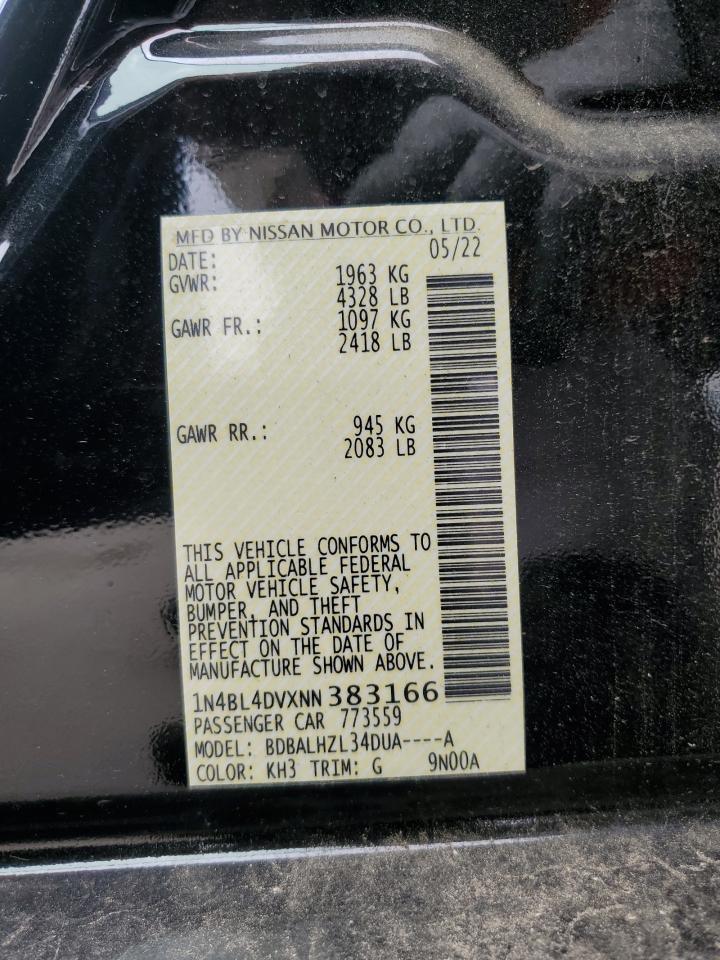 MFD BY NISSAN MOTOR CO., LTD.
DATE: 05/22
GVWR: 1963 KG
4328 LB
GAWR FR.: 1097 KG
2418 LB
GAWR RR.: 945 KG
2083 LB
THIS VEHICLE CONFORMS TO
ALL APPLICABLE FEDERAL
MOTOR VEHICLE SAFETY,
BUMPER, AND THEFT
PREVENTION STANDARDS IN
EFFECT ON THE DATE OF
MANUFACTURE SHOWN ABOVE.
1N4BL4DVXNN383166
PASSENGER CAR 773559
MODEL: BDBALHZL34DUA----A
COLOR: KH3 TRIM: G 9N00A